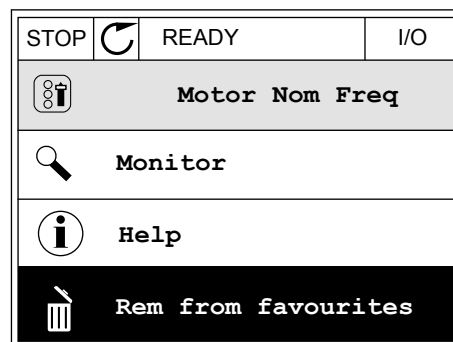 STOP READY I/O
Motor Nom Freq
Monitor
Help
Rem from favourites